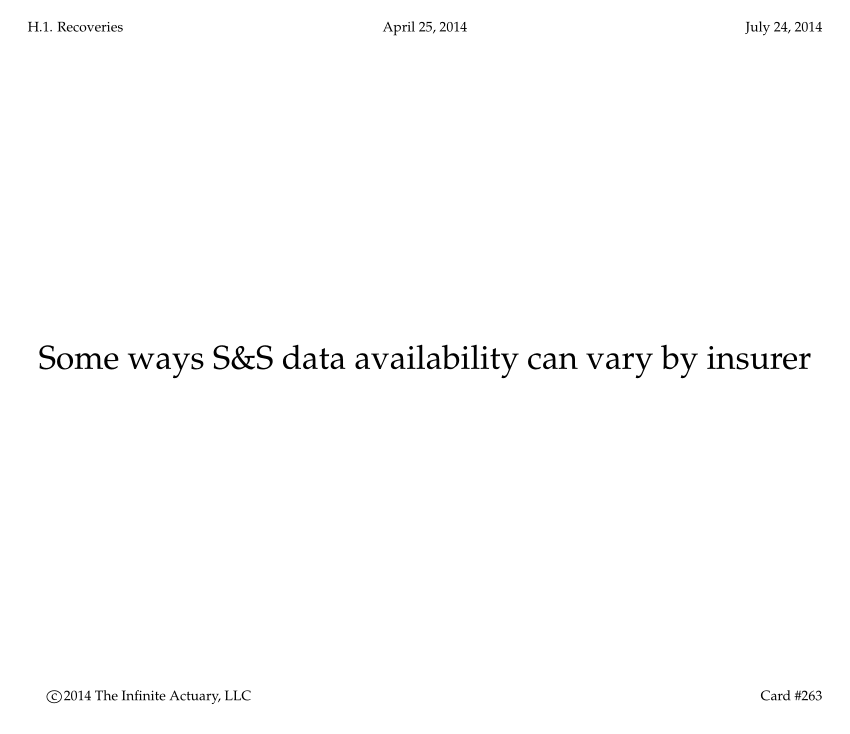 H.1. Recoveries April 25, 2014 July 24, 2014
Some ways S&S data availability can vary by insurer
©2014 The Infinite Actuary, LLC Card #263